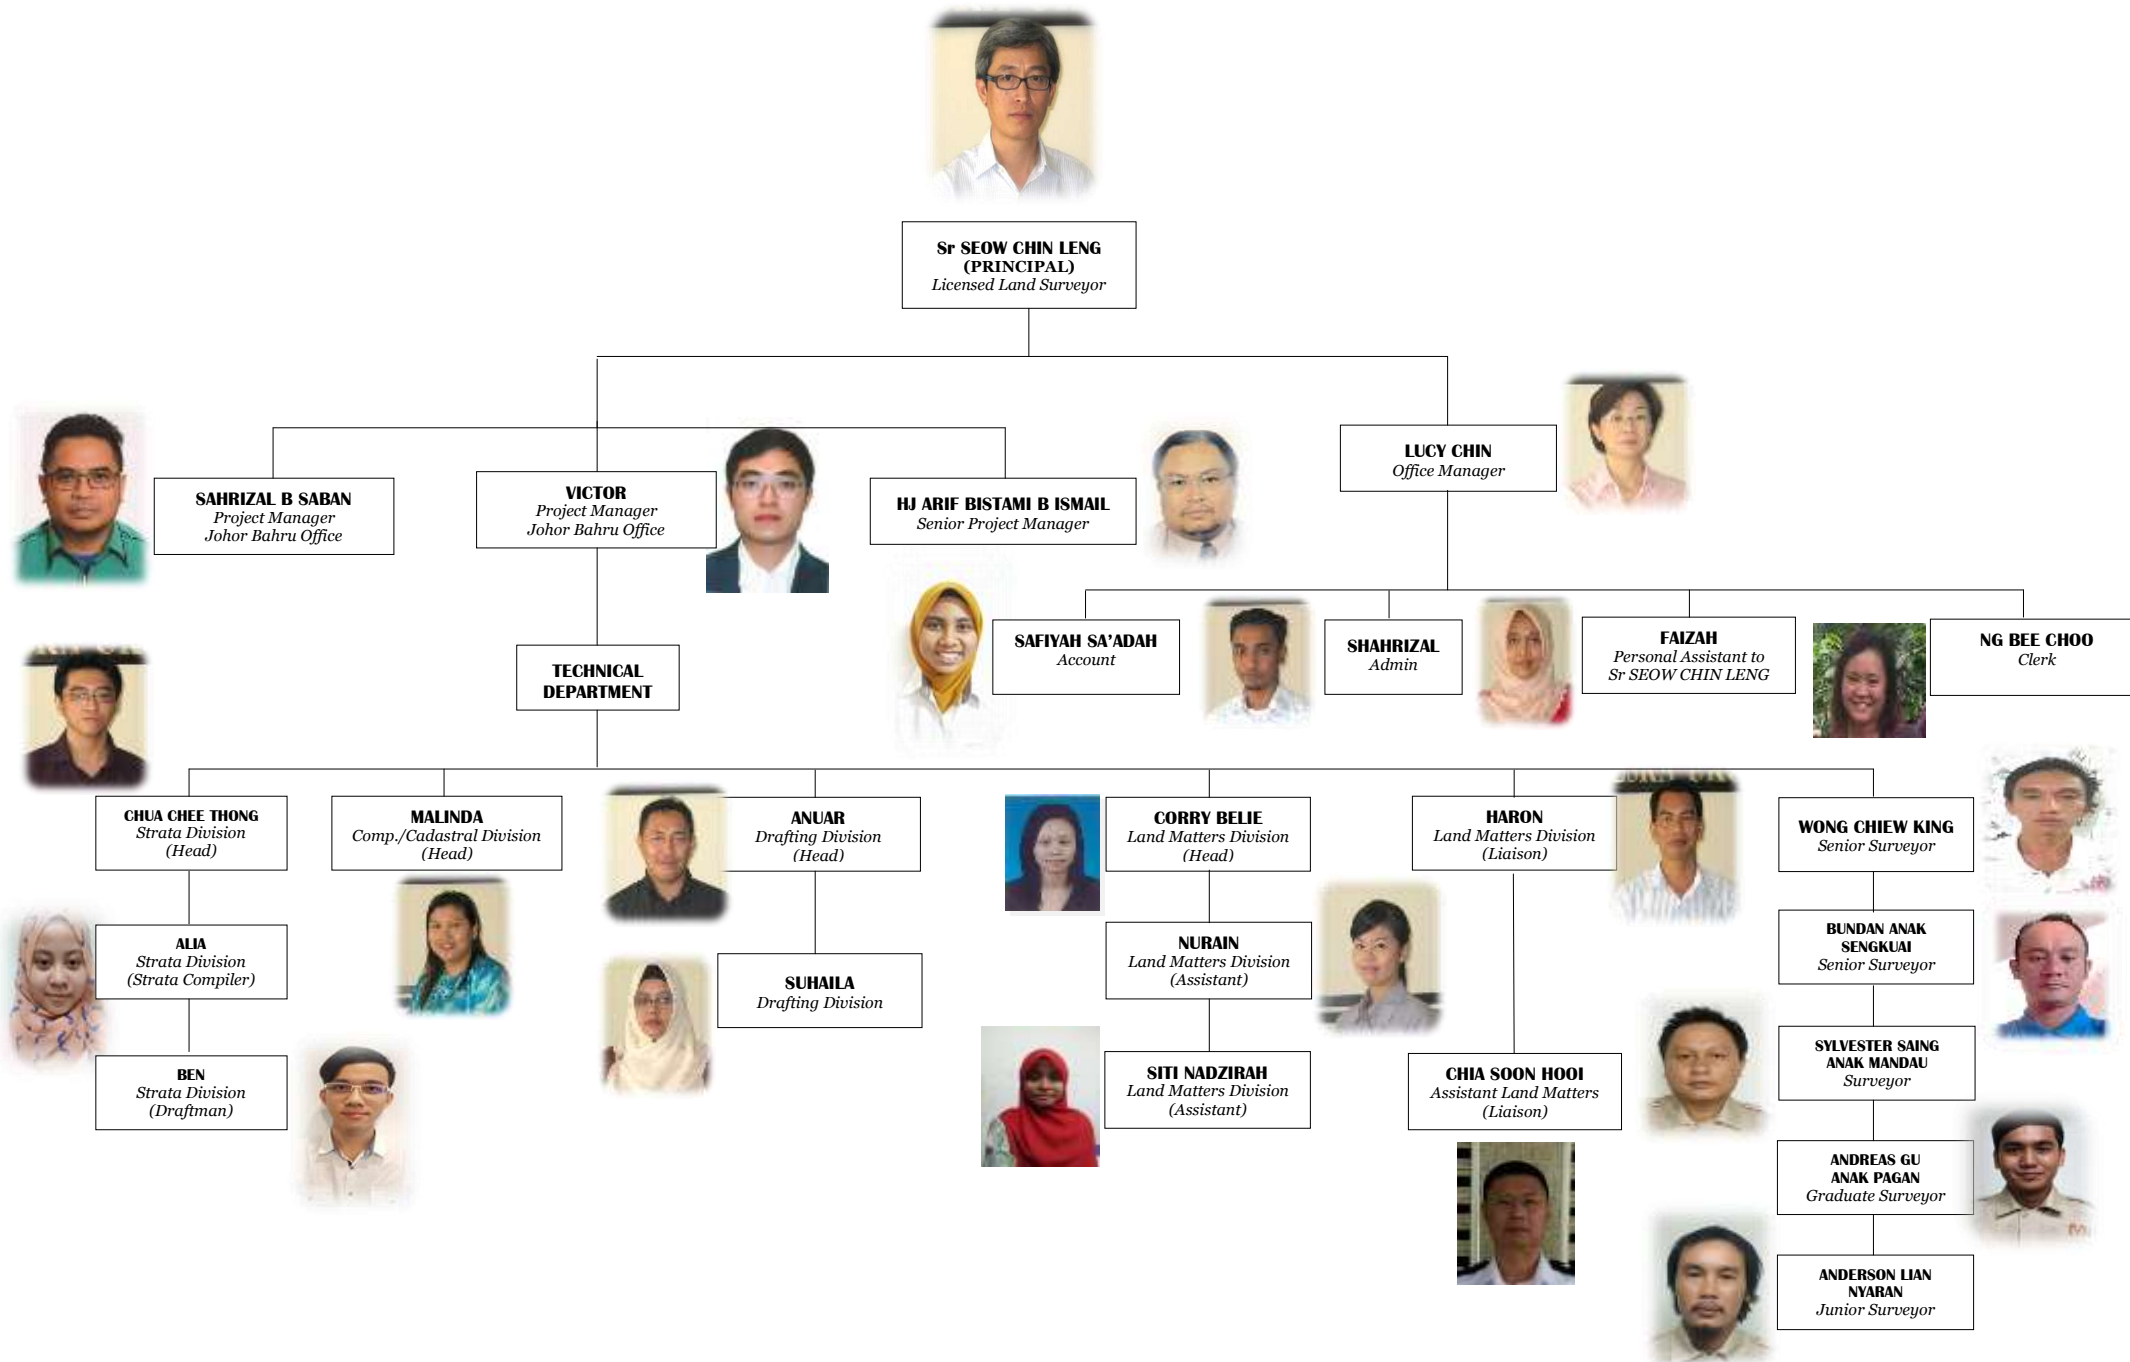 Sr SEOW CHIN LENG
(PRINCIPAL)
Licensed Land Surveyor
LUCY CHIN
Office Manager
SAHRIZAL B SABAN
Project Manager
Johor Bahru Office
VICTOR
Project Manager
Johor Bahru Office
HJ ARIF BISTAMI B ISMAIL
Senior Project Manager
SAFIYAH SA'ADAH
Account
SHAHRIZAL
Admin
FAIZAH
Personal Assistant to
Sr SEOW CHIN LENG
NG BEE CHOO
Clerk
TECHNICAL
DEPARTMENT
CHUA CHEE THONG
Strata Division
(Head)
MALINDA
Comp./Cadastral Division
(Head)
ANUAR
Drafting Division
(Head)
CORRY BELIE
Land Matters Division
(Head)
HARON
Land Matters Division
(Liaison)
WONG CHIEW KING
Senior Surveyor
ALIA
Strata Division
(Strata Compiler)
SUHAILA
Drafting Division
NURAIN
Land Matters Division
(Assistant)
BUNDAN ANAK
SENGKUAI
Senior Surveyor
BEN
Strata Division
(Draftman)
SITI NADZIRAH
Land Matters Division
(Assistant)
CHIA SOON HOOI
Assistant Land Matters
(Liaison)
SYLVESTER SAING
ANAK MANDAU
Surveyor
ANDREAS GU
ANAK PAGAN
Graduate Surveyor
ANDERSON LIAN
NYARAN
Junior Surveyor